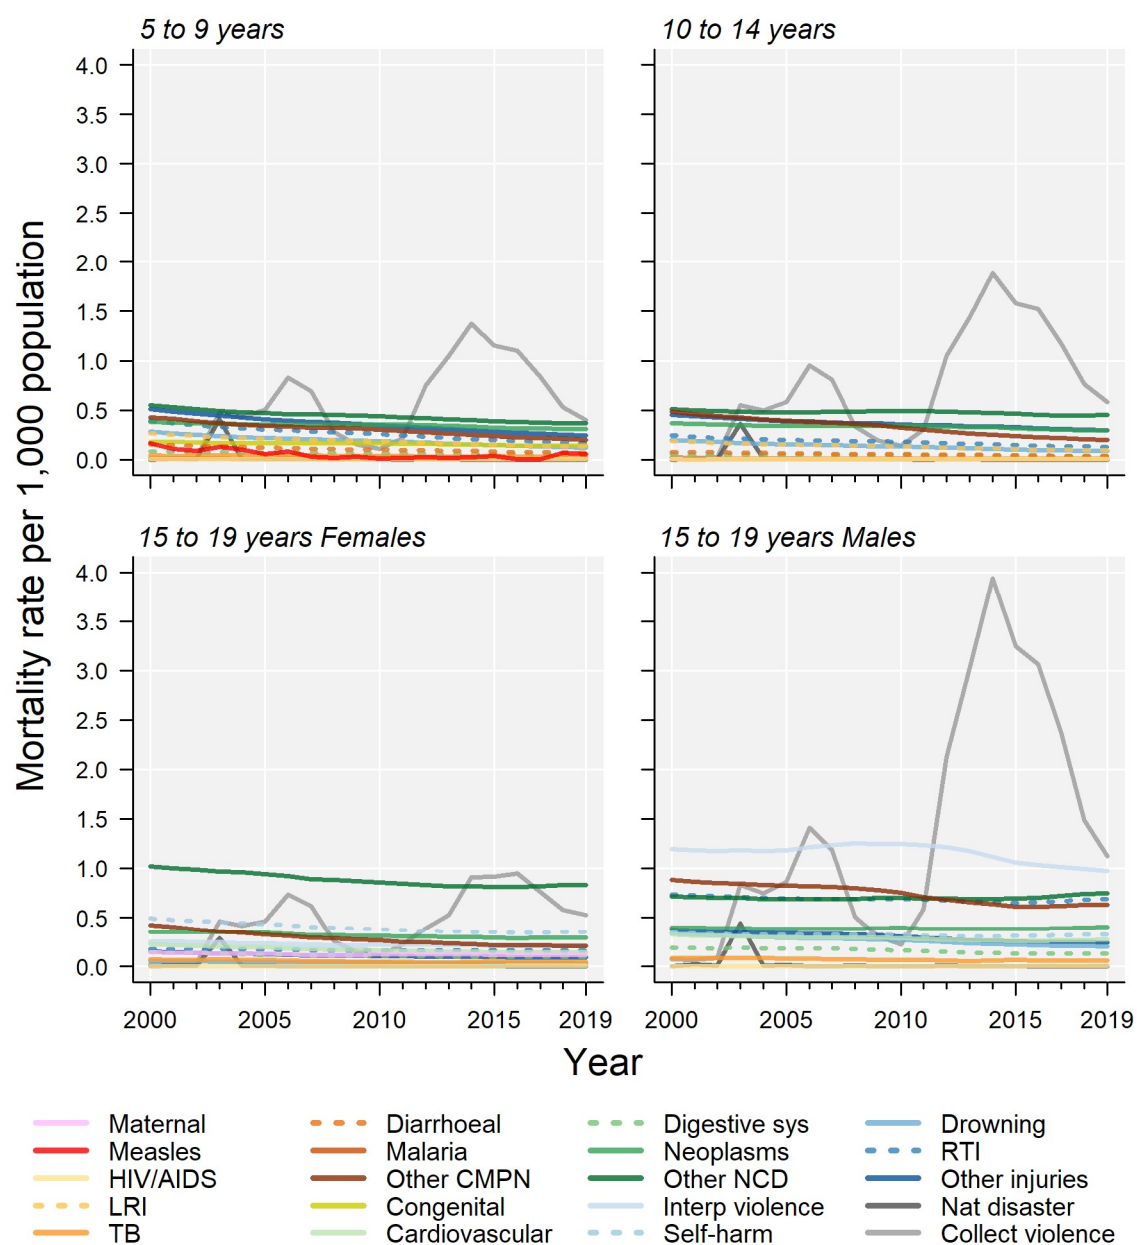 5 to 9 years
10 to 14 years
4.0
3.5
3.0
2.5
2.0
1.5
1.0
0.5
0.0
Mortality rate per 1,000 population
15 to 19 years Females
15 to 19 years Males
4.0
3.5
3.0
2.5
2.0
1.5
1.0
0.5
0.0
2000 2005 2010 2015 2019
2000 2005 2010 2015 2019
Year
Maternal Diarrhoeal Digestive sys Drowning
Measles Malaria Neoplasms RTI
HIV/AIDS Other CMPN Other NCD Other injuries
LRI Congenital Interp violence Nat disaster
TB Cardiovascular Self-harm Collect violence